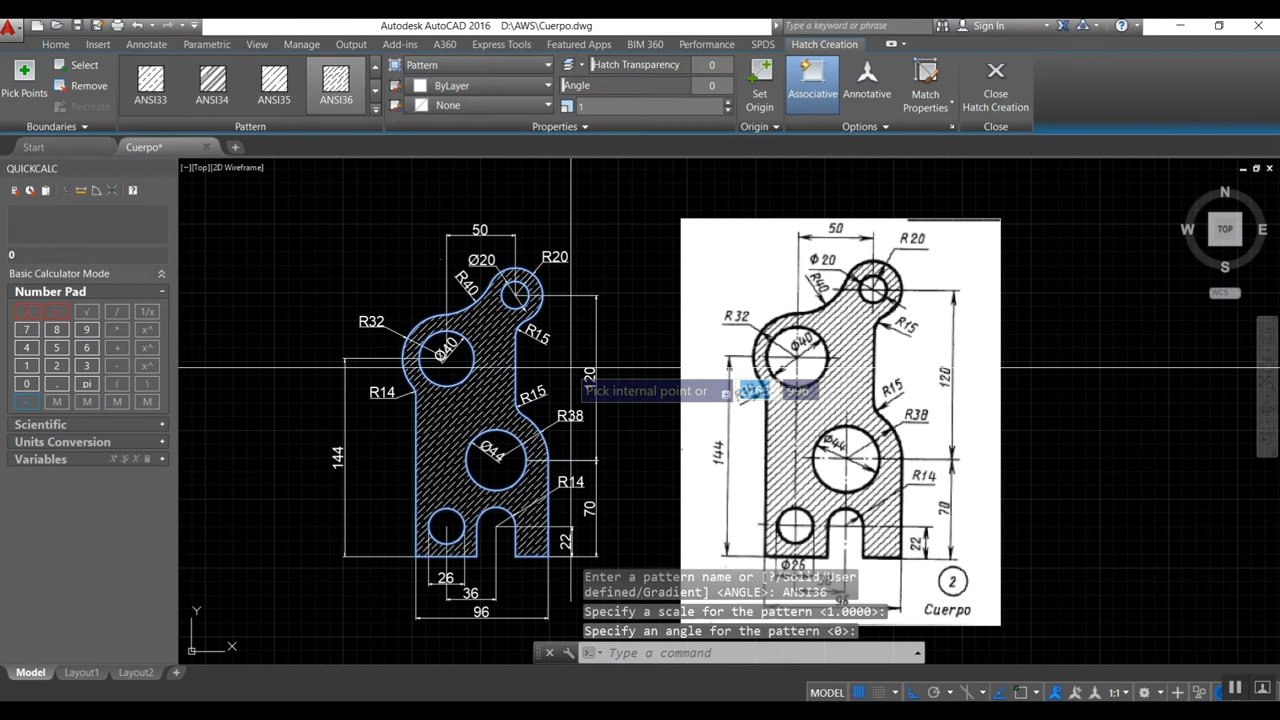 Autodesk AutoCAD 2016 D:\AWS\Cuerpo.dwg
Type a keyword or phrase
Sign In
Home Insert Annotate Parametric View Manage Output Add-ins A360 Express Tools Featured Apps BIM 360 Performance SPDS Hatch Creation
Pick Points
Select
Remove
Recreate
ANSI33 ANSI34 ANSI35 ANSI36
Pattern
ByLayer
None
Hatch Transparency 0
Angle 0
1
Set
Origin
Associative
Annotative
Match
Properties
Close
Hatch Creation
Boundaries Pattern Properties Origin Options Close
Start Cuerpo*
QUICKCALC
[−][Top][2D Wireframe]
0
Basic Calculator Mode
Number Pad
√ / 1/x
7 8 9 * x^
4 5 6 + x^
1 2 3 - (
0 . pi ( )
= M M M M
Scientific
Units Conversion
Variables
N
W TOP E
S
WCS
50
Ø20
R20
R40
R32
R15
Ø40
120
R14
R15
R38
Ø44
144
R14
70
22
26
36
96
50
R20
Ø20
R40
R32
R15
Ø40
120
R15
R38
Ø44
144
R14
70
22
2
Cuerpo
Pick internal point or
996
Enter a pattern name or [?/Solid/User
defined/Gradient] <ANGLE>: ANSI36
Specify a scale for the pattern <1.0000>:
Specify an angle for the pattern <0>:
Type a command
Y
X
Model Layout1 Layout2
MODEL
1:1